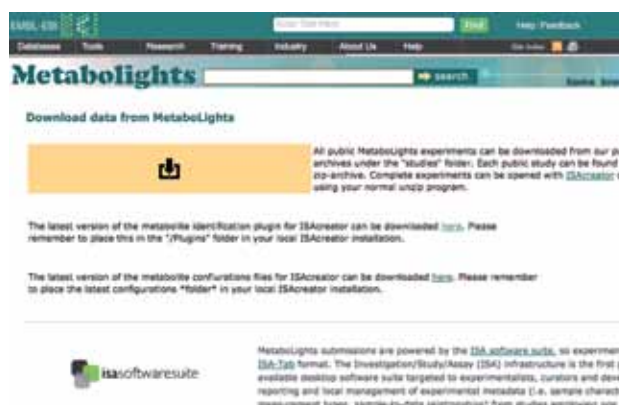 EMBL-EBI
Enter Text Here
Find
Help Feedback
Databases Tools Research Training Industry About Us Help
Site Index
Metabolights
search
Download data from MetaboLights
All public MetaboLights experiments can be downloaded from our
archives under the "studies" folder. Each public study can be found
zip-archive. Complete experiments can be opened with ISAcreator
using your normal unzip program.
The latest version of the metabolite identification plugin for ISAcreator can be downloaded here. Please
remember to place this in the "/Plugins" folder in your local ISAcreator installation.
The latest version of the metabolite confiurations files for ISAcreator can be downloaded here. Please remember
to place the latest configurations *folder* in your local ISAcreator installation.
isasoftwaresuite
MetaboLights submissions are powered by the ISA software suite, so
ISA-Tab format. The Investigation/Study/Assay (ISA) infrastructure is the first
available desktop software suite targeted to experimentalists, curators and
reporting and local management of experimental metadata (i.e. sample